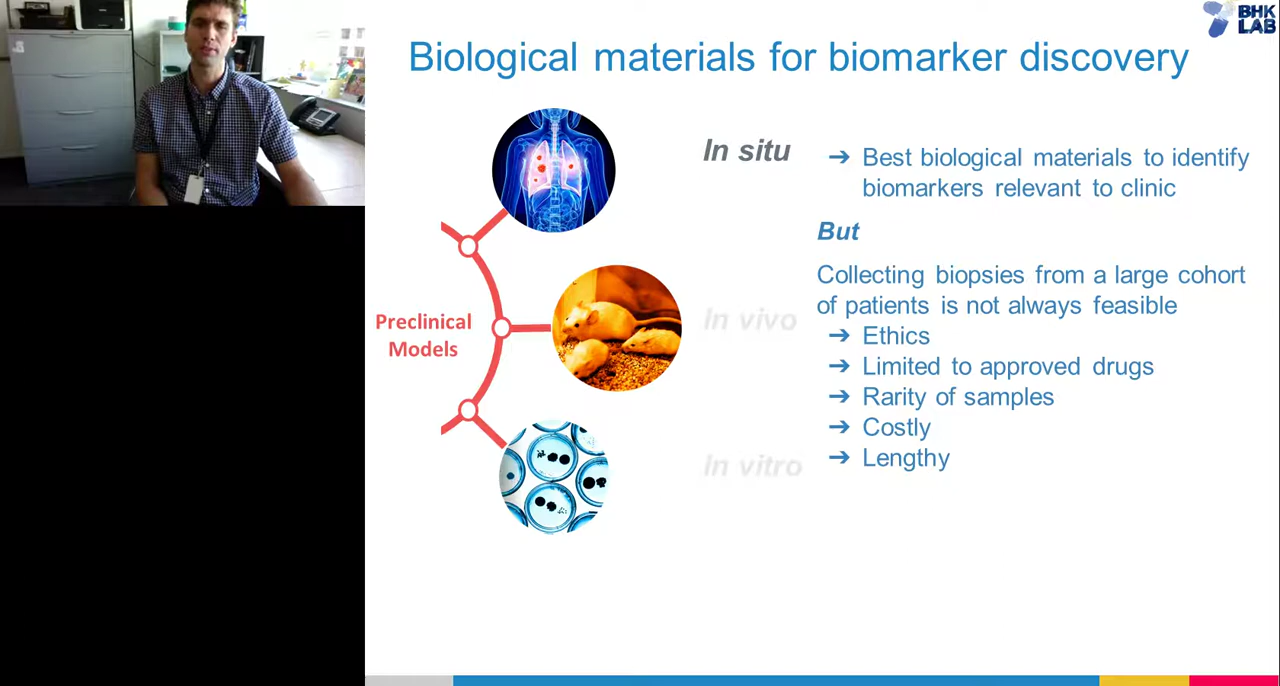 BHK
LAB
Biological materials for biomarker discovery
In situ
➔ Best biological materials to identify
biomarkers relevant to clinic
But
Collecting biopsies from a large cohort
of patients is not always feasible
➔ Ethics
➔ Limited to approved drugs
➔ Rarity of samples
➔ Costly
➔ Lengthy
Preclinical
Models
In vivo
In vitro